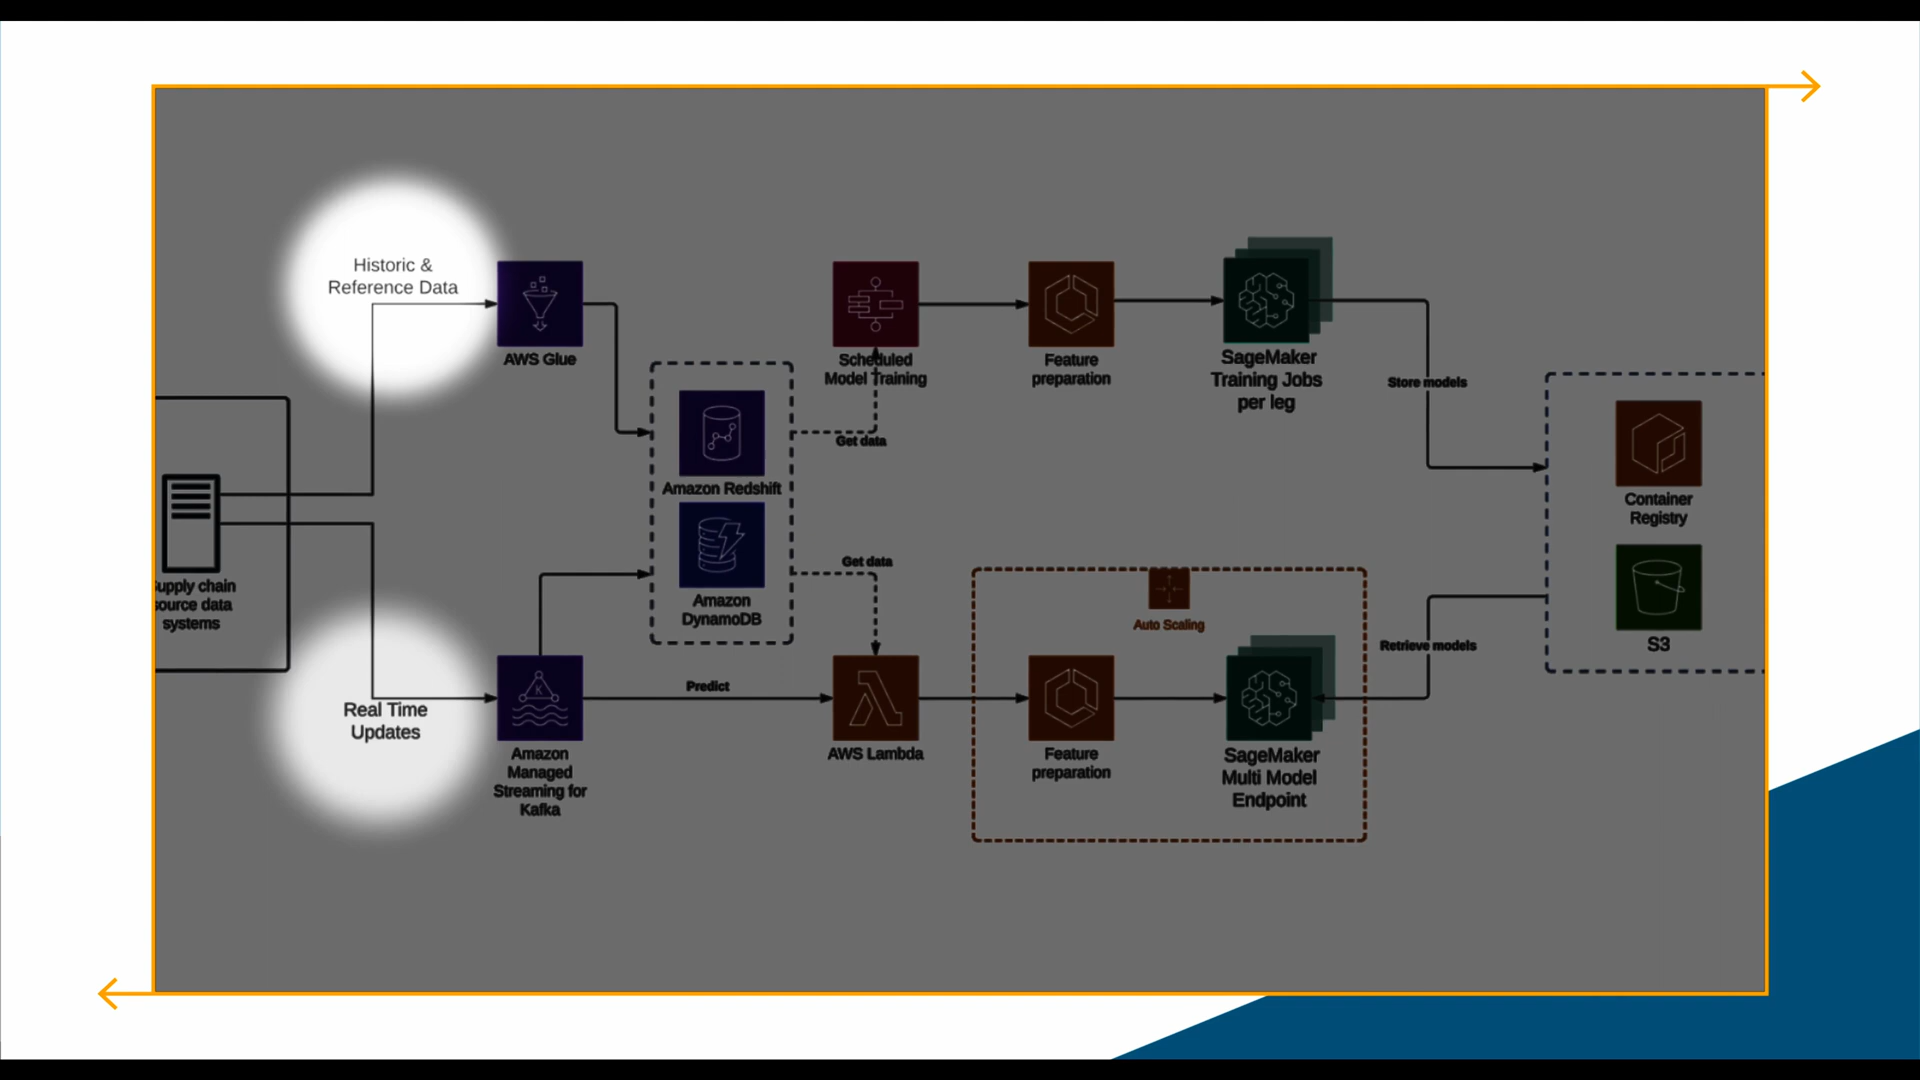 Historic &
Reference Data
AWS Glue
Scheduled
Model Training
Feature
preparation
SageMaker
Training Jobs
per leg
Store models
Get data
Amazon Redshift
Container
Registry
Supply chain
source data
systems
Amazon
DynamoDB
Get data
Auto Scaling
Retrieve models
S3
Real Time
Updates
K
Predict
Amazon
Managed
Streaming for
Kafka
AWS Lambda
Feature
preparation
SageMaker
Multi Model
Endpoint